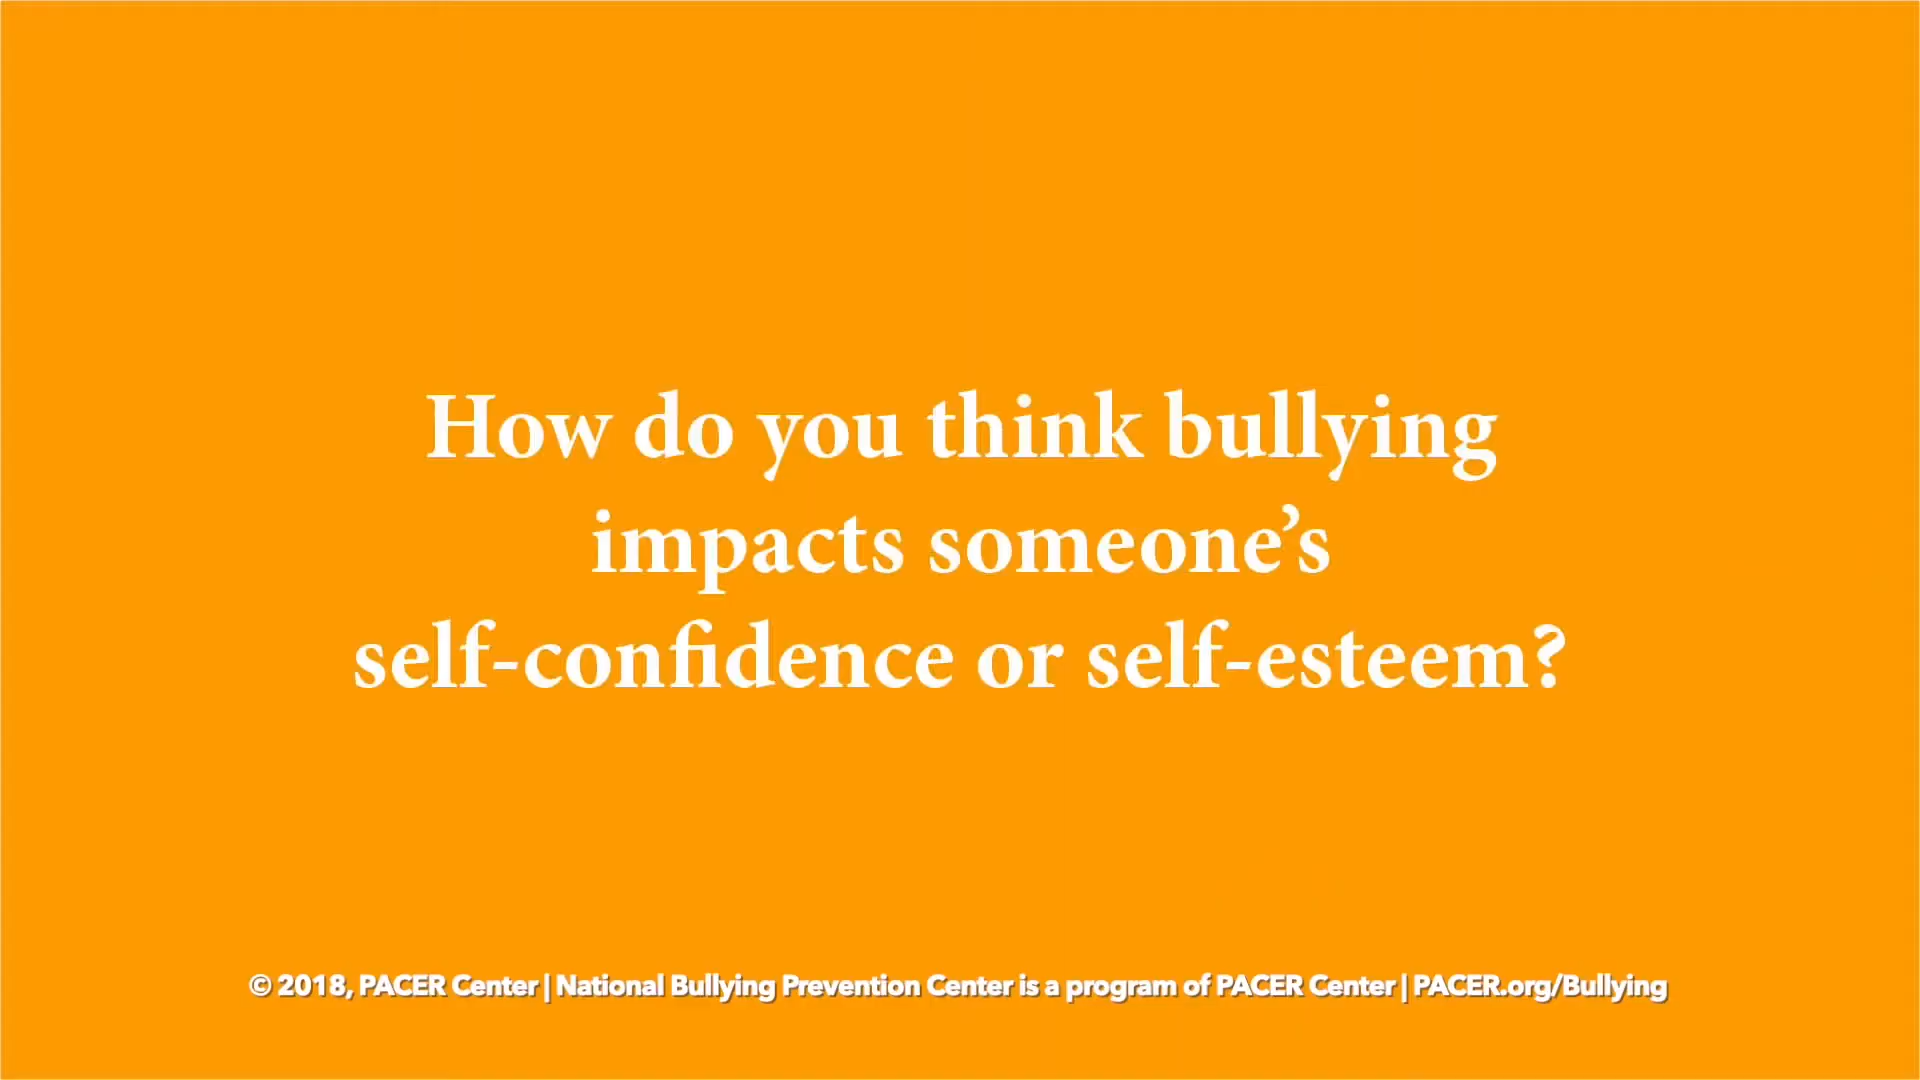 How do you think bullying
impacts someone’s
self-confidence or self-esteem?
© 2018, PACER Center | National Bullying Prevention Center is a program of PACER Center | PACER.org/Bullying